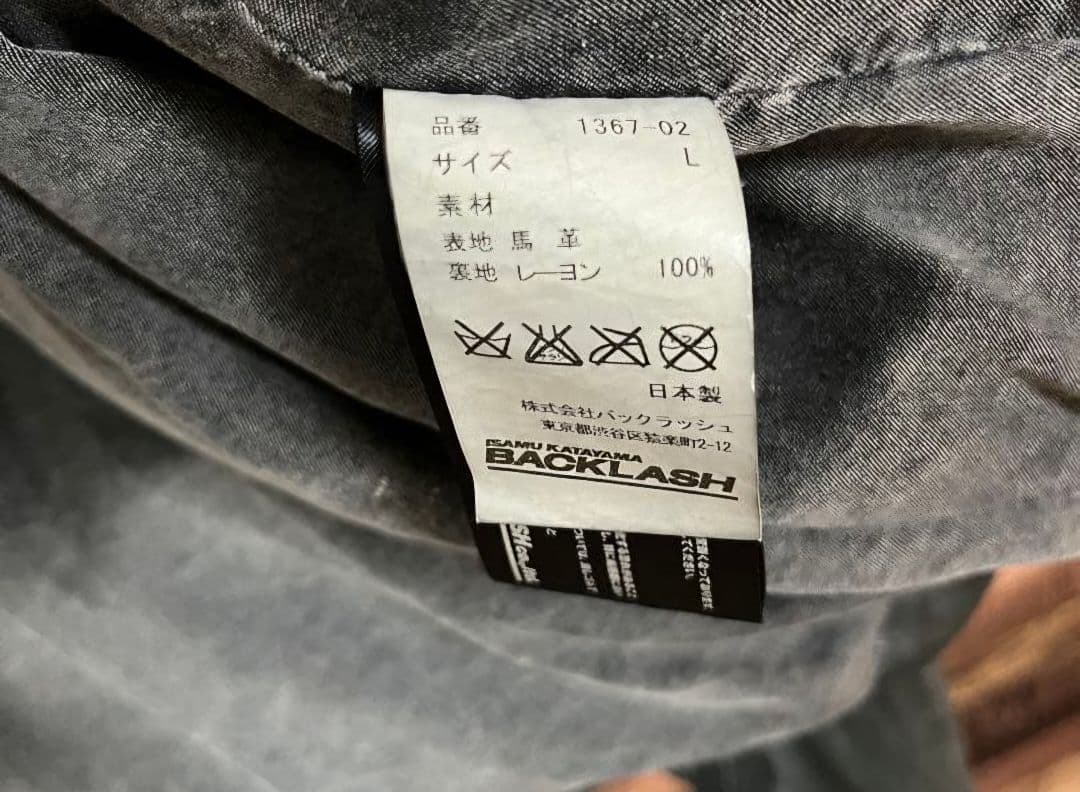 品番 1367-02
サイズ L
素材
表地 馬 革
裏地 レーヨン 100%
日本製
株式会社バックラッシュ
東京都渋谷区猿楽町12-12
ISAMU KATAYAMA
BACKLASH